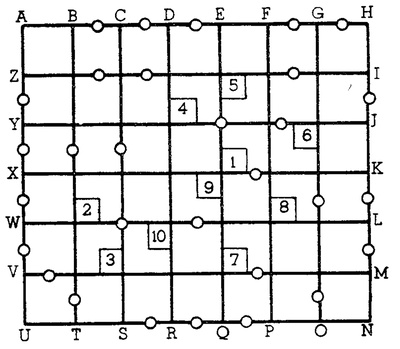 A B C D E F G H
Z I
5
4
Y J
6
1
X K
9
2 8
W L
10
3 7
V M
U T S R Q P O N